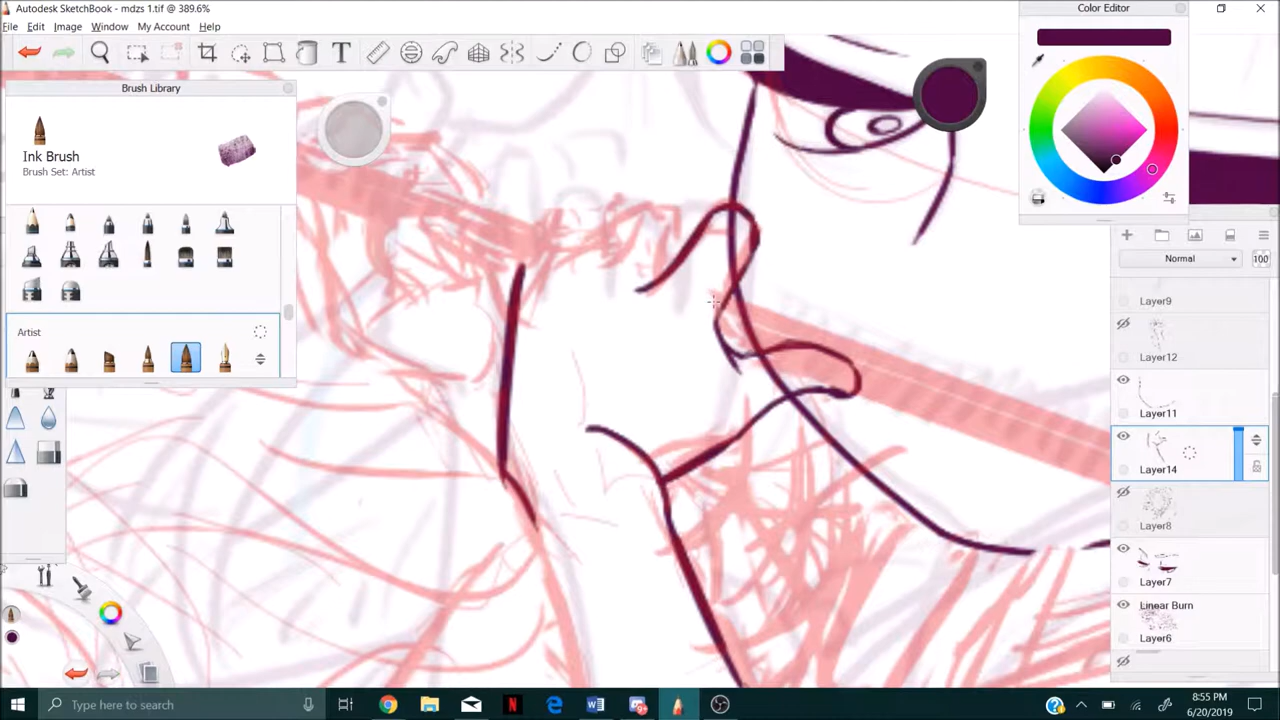 Autodesk SketchBook - mdzs 1.tif @ 389.6%
File Edit Image Window My Account Help
Color Editor
Brush Library
Ink Brush
Brush Set: Artist
Artist
Normal
100
Layer9
Layer12
Layer11
Layer14
Layer8
Layer7
Linear Burn
Layer6
Type here to search
8:55 PM
6/20/2019